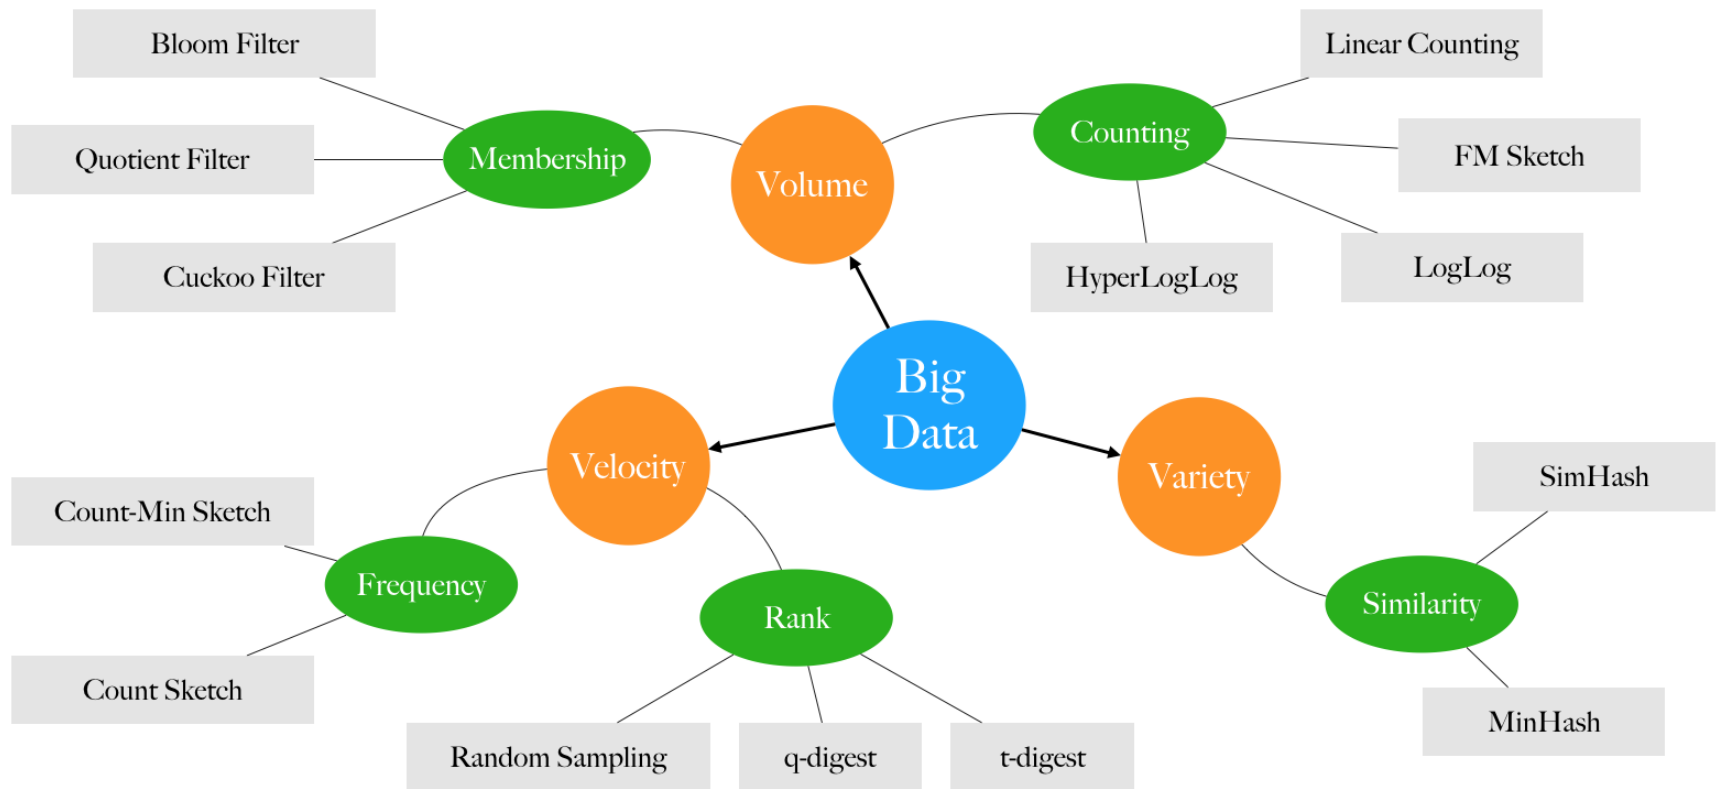 Bloom Filter
Linear Counting
Quotient Filter
Membership
Volume
Counting
FM Sketch
Cuckoo Filter
HyperLogLog
LogLog
Big
Data
Velocity
Variety
SimHash
Count-Min Sketch
Frequency
Rank
Similarity
Count Sketch
MinHash
Random Sampling
q-digest
t-digest